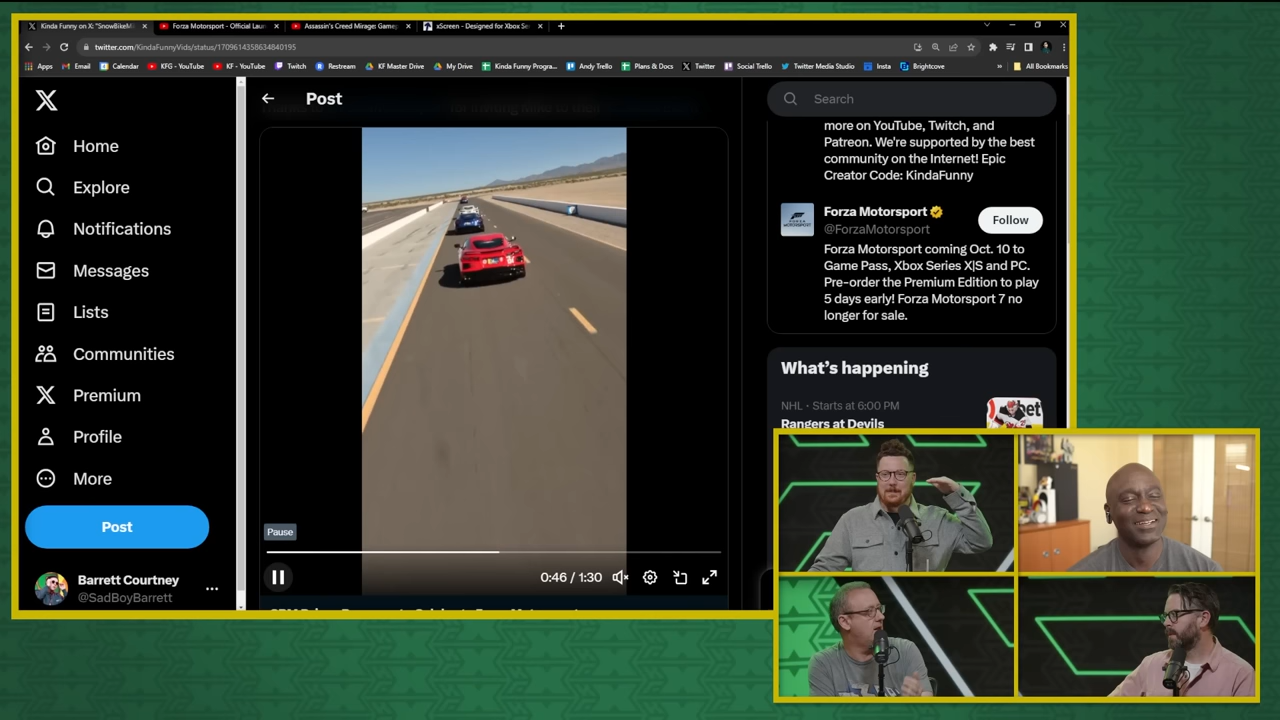 Kinda Funny on X: "SnowBikeM
Forza Motorsport - Official Laun
Assassin's Creed Mirage: Game
xScreen - Designed for Xbox Se
twitter.com/KindaFunnyVids/status/1709614358634840195
Apps
Email
Calendar
KFG - YouTube
KF - YouTube
Twitch
Restream
KF Master Drive
My Drive
Kinda Funny Progra...
Andy Trello
Plans & Docs
Twitter
Social Trello
Twitter Media Studio
Insta
Brightcove
»
All Bookmarks
Post
Search
Home
Explore
Notifications
Messages
Lists
Communities
Premium
Profile
More
Post
Barrett Courtney
@SadBoyBarrett
Pause
0:46 / 1:30
more on YouTube, Twitch, and
Patreon. We're supported by the best
community on the Internet! Epic
Creator Code: KindaFunny
Forza Motorsport
@ForzaMotorsport
Follow
Forza Motorsport coming Oct. 10 to
Game Pass, Xbox Series X|S and PC.
Pre-order the Premium Edition to play
5 days early! Forza Motorsport 7 no
longer for sale.
What's happening
NHL · Starts at 6:00 PM
Rangers at Devils
bet